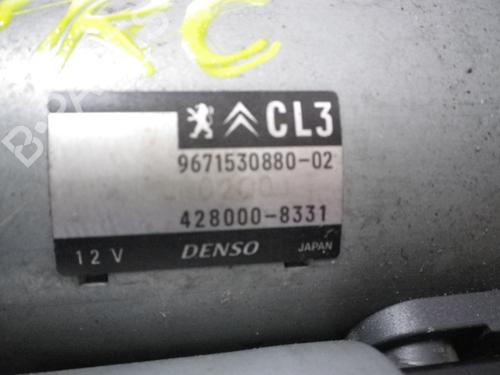 CL3
9671530880-02
428000-8331
12 V DENSO JAPAN